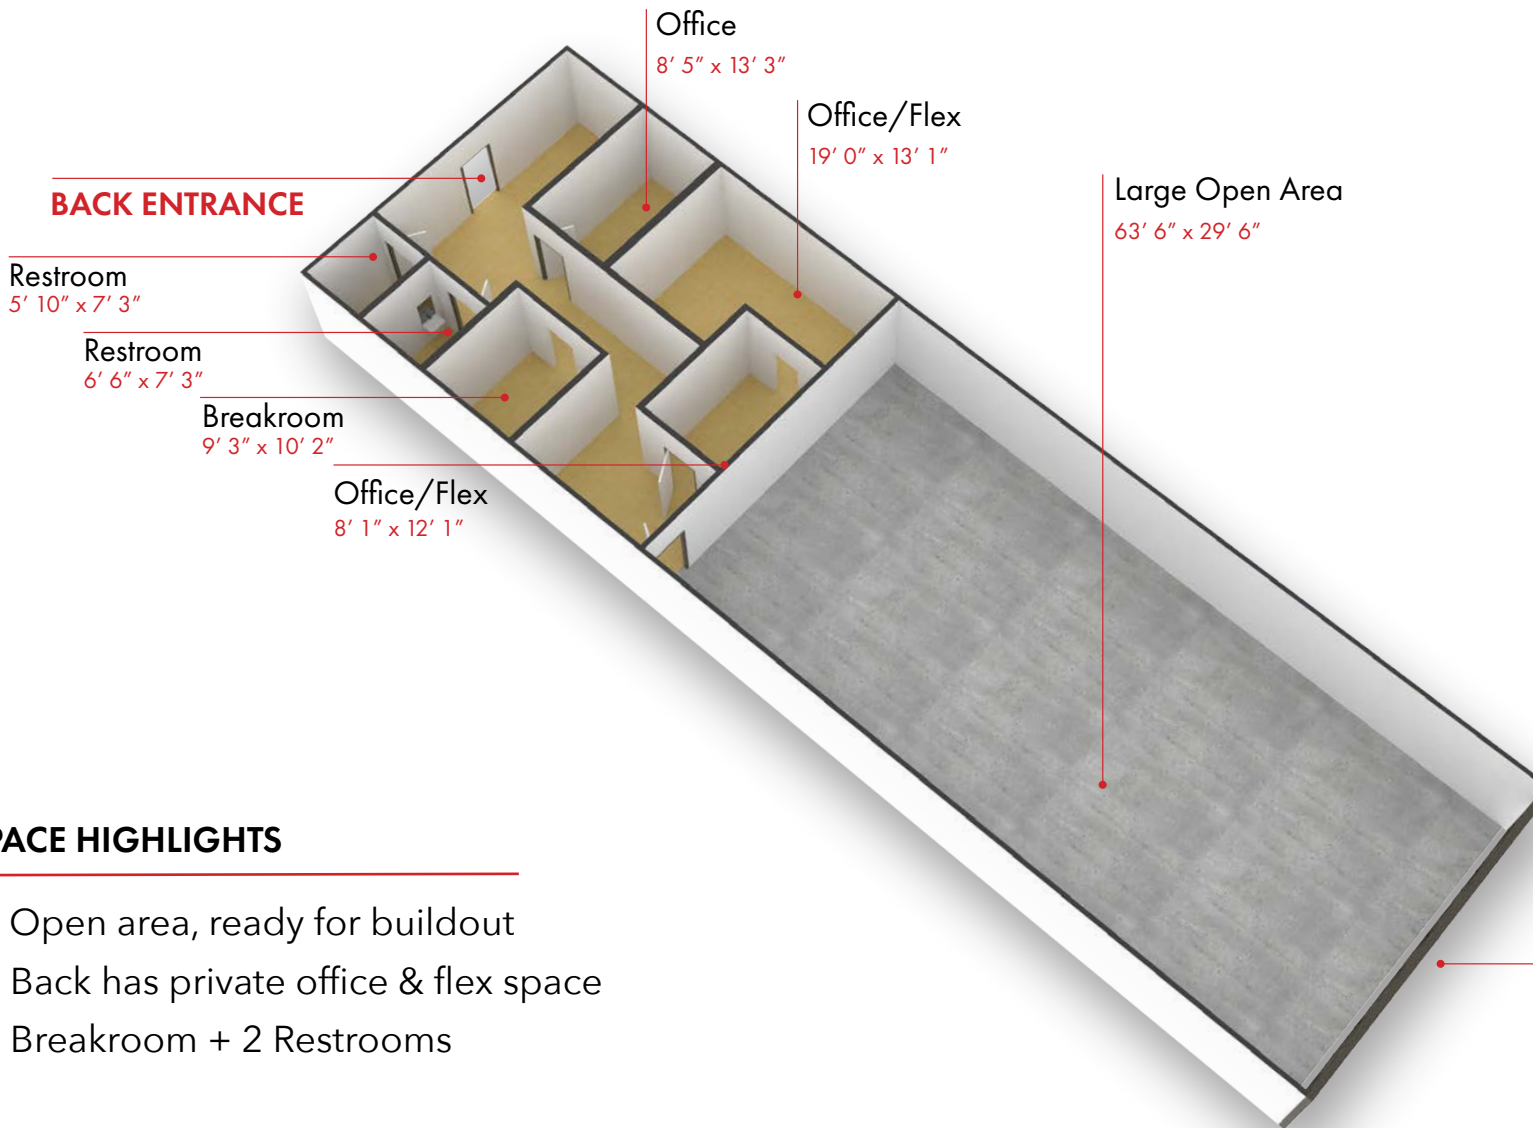 Office
8’ 5” x 13’ 3”
Office/Flex
19’ 0” x 13’ 1”
Large Open Area
63’ 6” x 29’ 6”
BACK ENTRANCE
Restroom
5’ 10” x 7’ 3”
Restroom
6’ 6” x 7’ 3”
Breakroom
9’ 3” x 10’ 2”
Office/Flex
8’ 1” x 12’ 1”
PACE HIGHLIGHTS
Open area, ready for buildout
Back has private office & flex space
Breakroom + 2 Restrooms